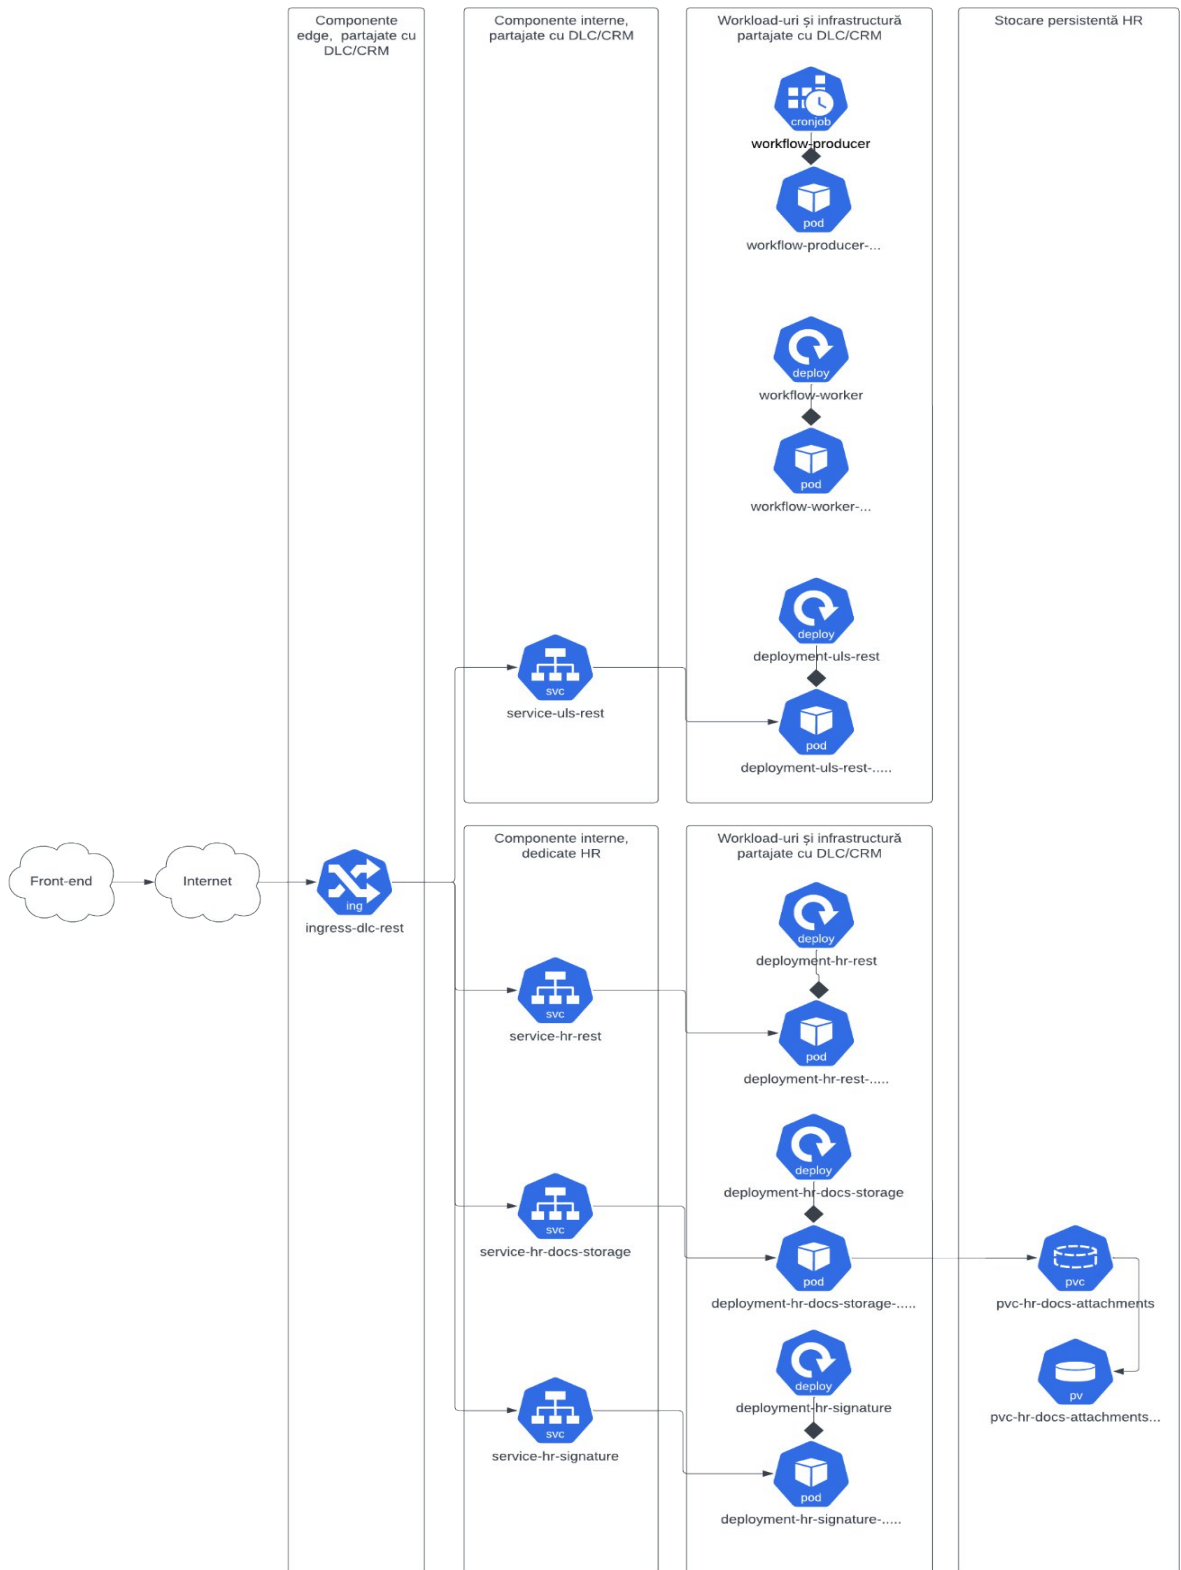 Componente
edge, partajate cu
DLC/CRM
Componente interne,
partajate cu DLC/CRM
Workload-uri și infrastructură
partajate cu DLC/CRM
Stocare persistentă HR
cronjob
workflow-producer
pod
workflow-producer-...
deploy
workflow-worker
pod
workflow-worker-...
deploy
deployment-uls-rest
svc
service-uls-rest
pod
deployment-uls-rest-.....
Componente interne,
dedicate HR
Workload-uri și infrastructură
partajate cu DLC/CRM
Front-end
Internet
ing
ingress-dlc-rest
deploy
deployment-hr-rest
svc
service-hr-rest
pod
deployment-hr-rest-.....
deploy
deployment-hr-docs-storage
svc
service-hr-docs-storage
pod
deployment-hr-docs-storage-.....
pvc
pvc-hr-docs-attachments
deploy
deployment-hr-signature
pv
pvc-hr-docs-attachments...
svc
service-hr-signature
pod
deployment-hr-signature-.....